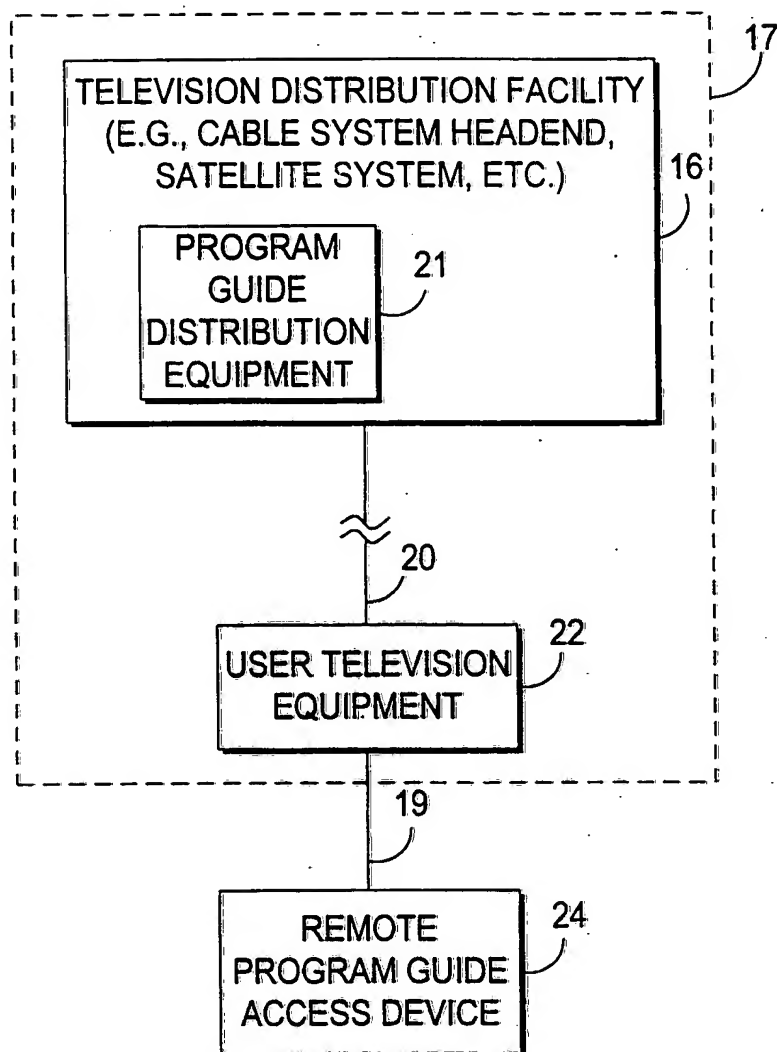 17
TELEVISION DISTRIBUTION FACILITY
(E.G., CABLE SYSTEM HEADEND,
SATELLITE SYSTEM, ETC.)
16
PROGRAM
GUIDE
DISTRIBUTION
EQUIPMENT
21
20
USER TELEVISION
EQUIPMENT
22
19
REMOTE
PROGRAM GUIDE
ACCESS DEVICE
24